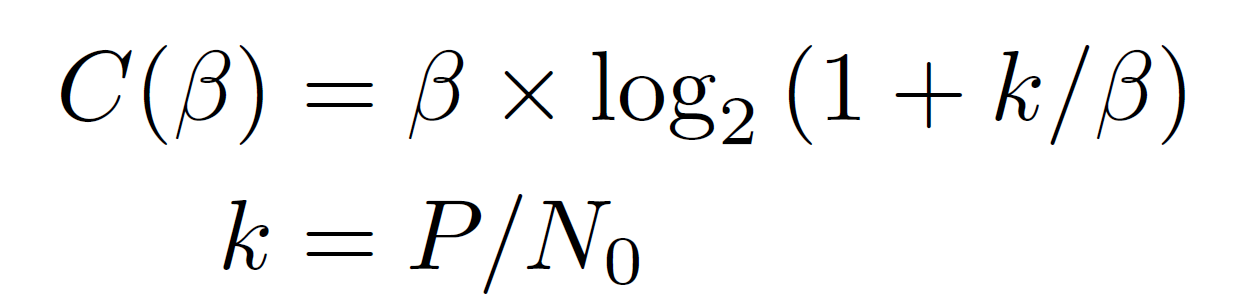 C(β) = β × log₂ (1 + k/β)
k = P/N₀